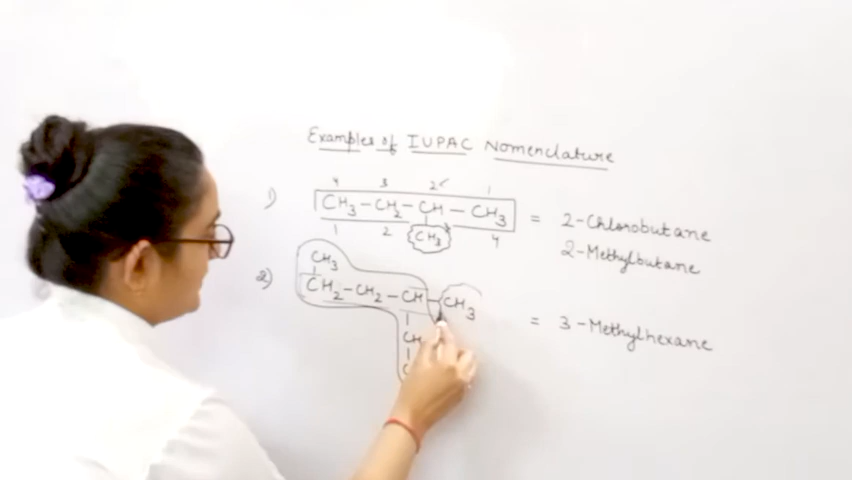 Examples of IUPAC Nomenclature
4 3 2✓ 1
1) CH₃ – CH₂ – CH – CH₃ = 2-Chlorobutane
1 2 4
CH₃ 2-Methylbutane
CH₃
2) CH₂ – CH₂ – CH – CH₃ = 3-Methylhexane
CH